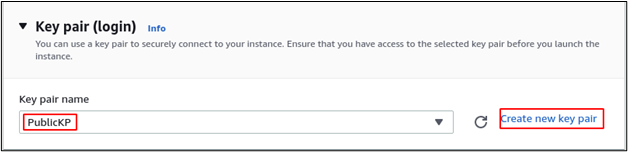 Key pair (login) Info
You can use a key pair to securely connect to your instance. Ensure that you have access to the selected key pair before you launch the
instance.
Key pair name
PublicKP
Create new key pair